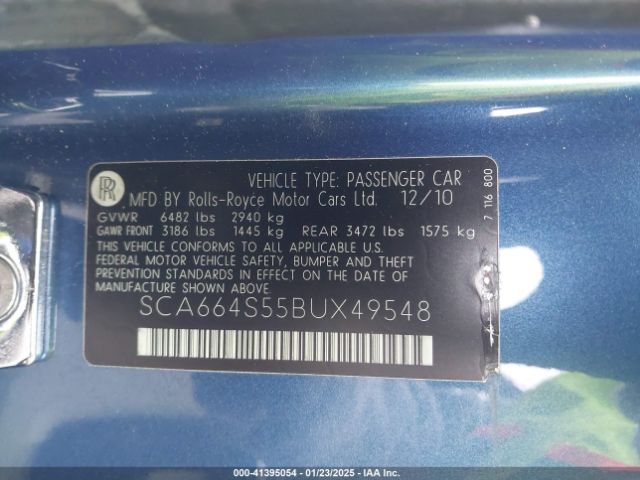 RR
VEHICLE TYPE: PASSENGER CAR
MFD BY Rolls-Royce Motor Cars Ltd. 12/10
GVWR 6482 lbs 2940 kg
GAWR FRONT 3186 lbs 1445 kg REAR 3472 lbs 1575 kg
THIS VEHICLE CONFORMS TO ALL APPLICABLE U.S.
FEDERAL MOTOR VEHICLE SAFETY, BUMPER AND THEFT
PREVENTION STANDARDS IN EFFECT ON THE DATE OF
MANUFACTURE SHOWN ABOVE.
SCA664S55BUX49548
7 116 800
000-41395054 - 01/23/2025 - IAA Inc.